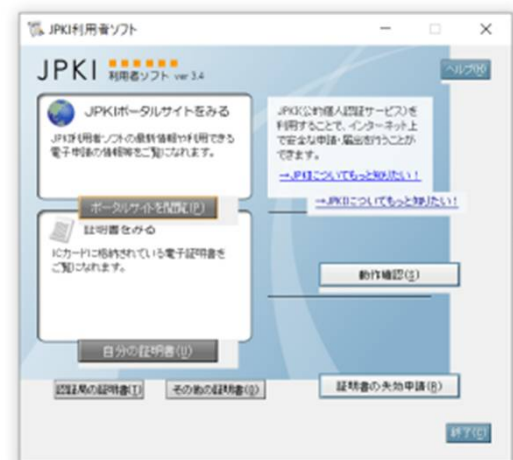 JPKI利用者ソフト
JPKI 利用者ソフト ver 3.4
ヘルプ(H)
JPKIポータルサイトをみる
JPKI利用者ソフトの最新情報や利用できる
電子申請の情報等をご覧になれます。
ポータルサイトを閲覧(P)
JPKI(公的個人認証サービス)を
利用することで、インターネット上
で安全な申請・届出を行うことが
できます。
→JPKIについてもっと知りたい！
→JPKIについてもっと知りたい！
証明書をみる
ICカードに格納されている電子証明書を
ご覧になれます。
自分の証明書(U)
動作確認(S)
認証局の証明書(T)
その他の証明書(O)
証明書の失効申請(R)
終了(C)